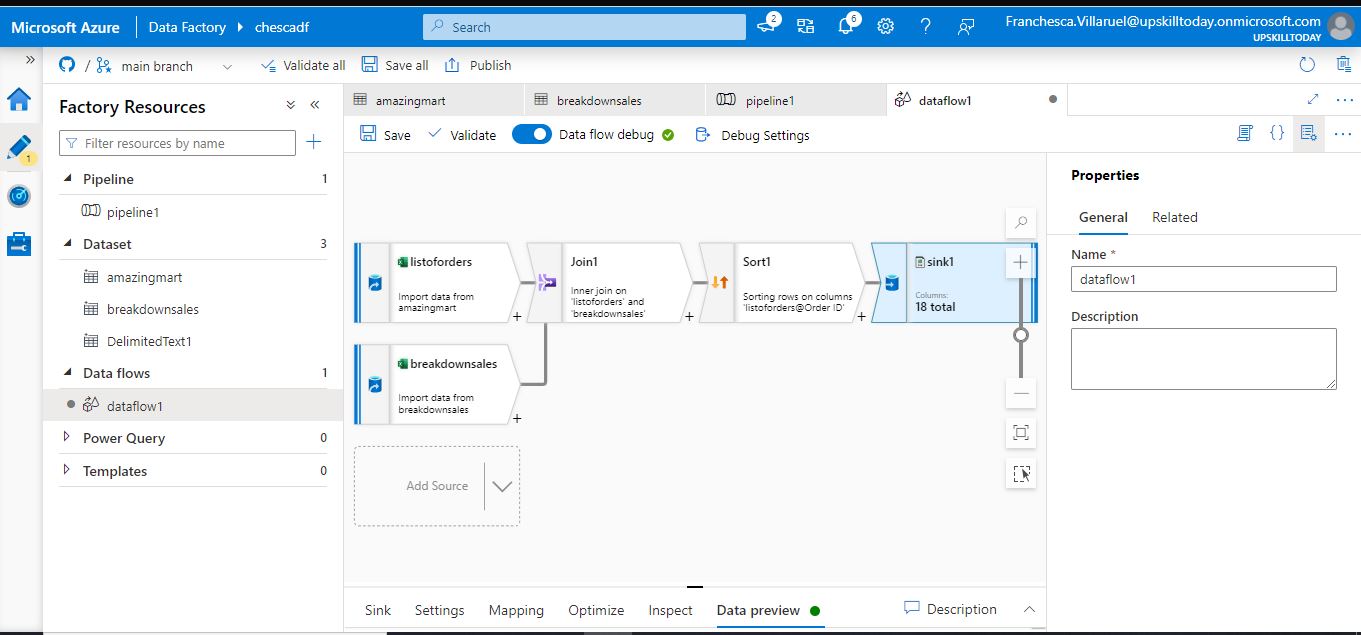 Microsoft Azure
Data Factory
chescadf
Search
2
6
Franchesca.Villaruel@upskilltoday.onmicrosoft.com
UPSKILLTODAY
/ main branch
Validate all
Save all
Publish
Factory Resources
Filter resources by name
1
Pipeline 1
pipeline1
Dataset 3
amazingmart
breakdownsales
DelimitedText1
Data flows 1
dataflow1
Power Query 0
Templates 0
amazingmart
breakdownsales
pipeline1
dataflow1
Save
Validate
Data flow debug
Debug Settings
listoforders
Import data from
amazingmart
Join1
Inner join on
'listoforders' and
'breakdownsales'
Sort1
Sorting rows on columns
'listoforders@Order ID'
sink1
Columns:
18 total
breakdownsales
Import data from
breakdownsales
Add Source
Sink
Settings
Mapping
Optimize
Inspect
Data preview
Description
Properties
General
Related
Name *
dataflow1
Description